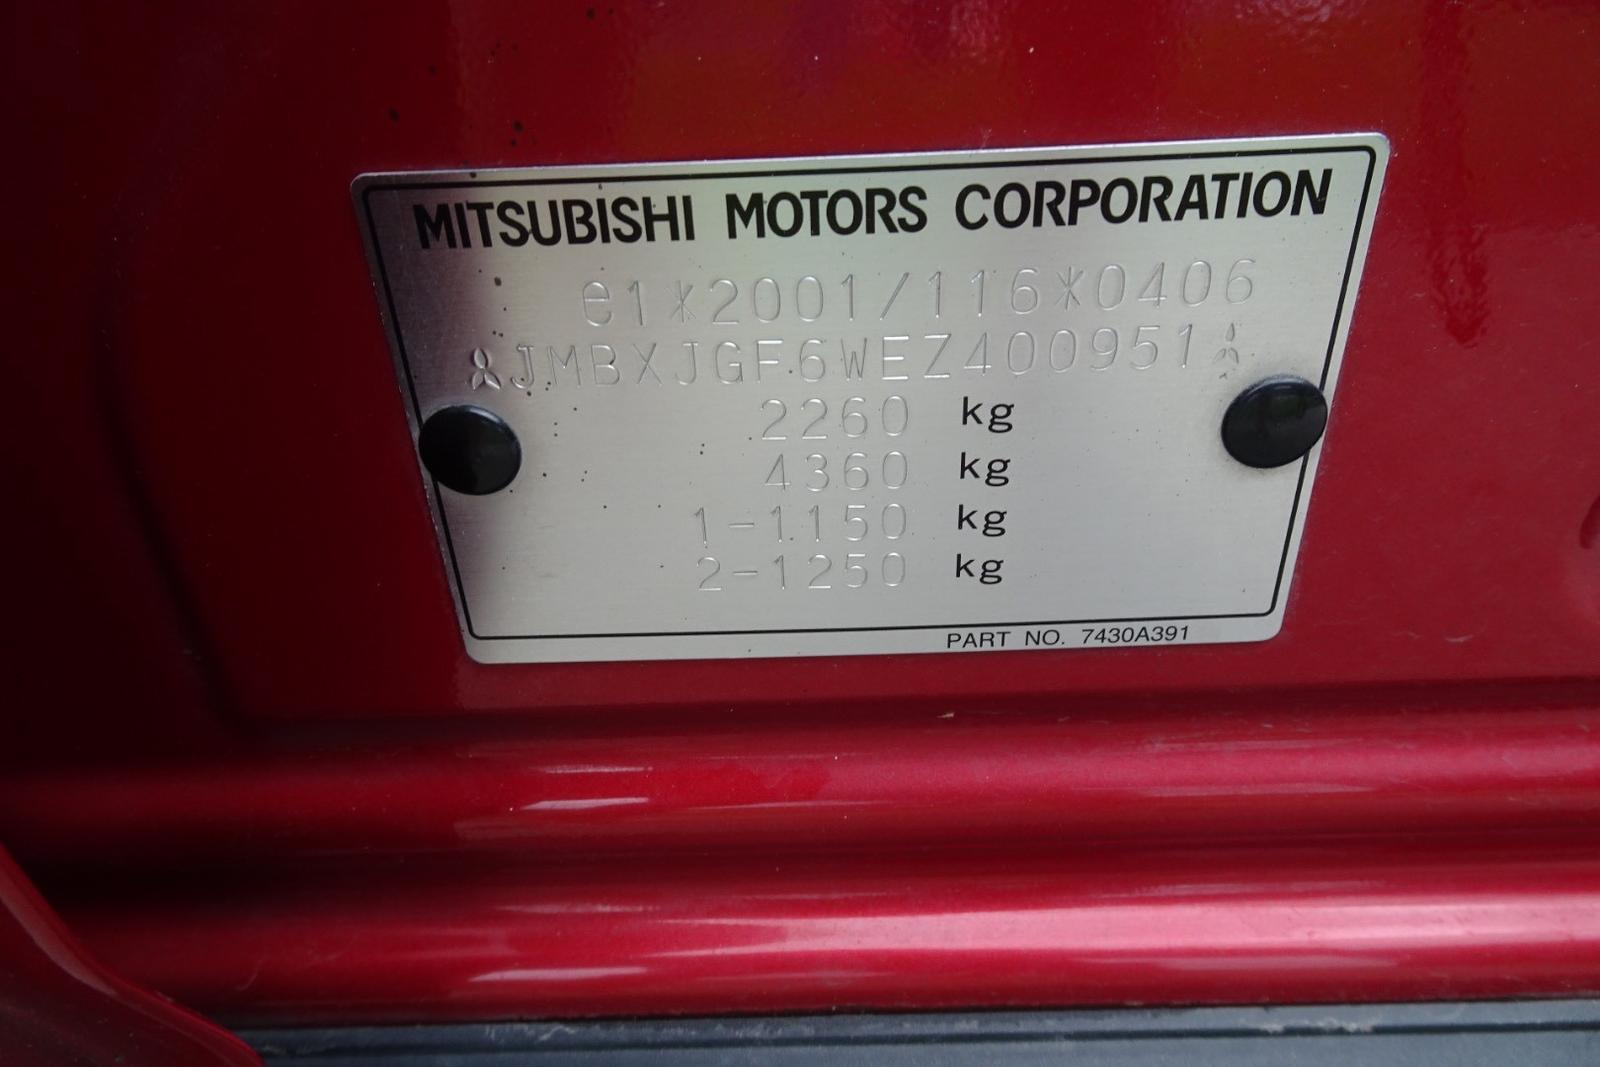 MITSUBISHI MOTORS CORPORATION
e1*2001/116*0406
JMBXJGF6WEZ400951
2260 kg
4360 kg
1-1150 kg
2-1250 kg
PART NO. 7430A391